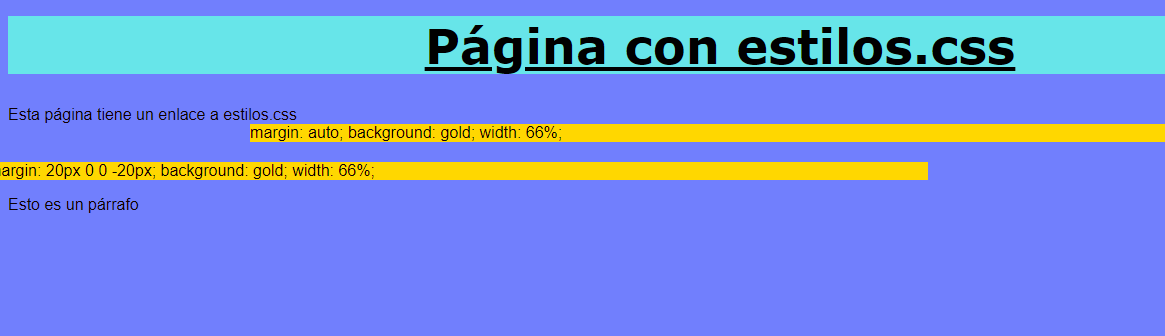 Página con estilos.css
Esta página tiene un enlace a estilos.css
margin: auto; background: gold; width: 66%;
argin: 20px 0 0 -20px; background: gold; width: 66%;
Esto es un párrafo